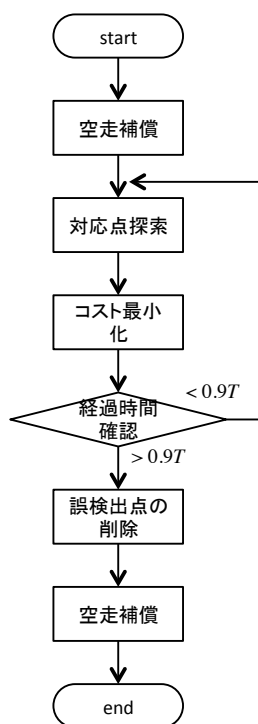 start
空走補償
対応点探索
コスト最小
化
< 0.9T
経過時間
確認
> 0.9T
誤検出点の
削除
空走補償
end